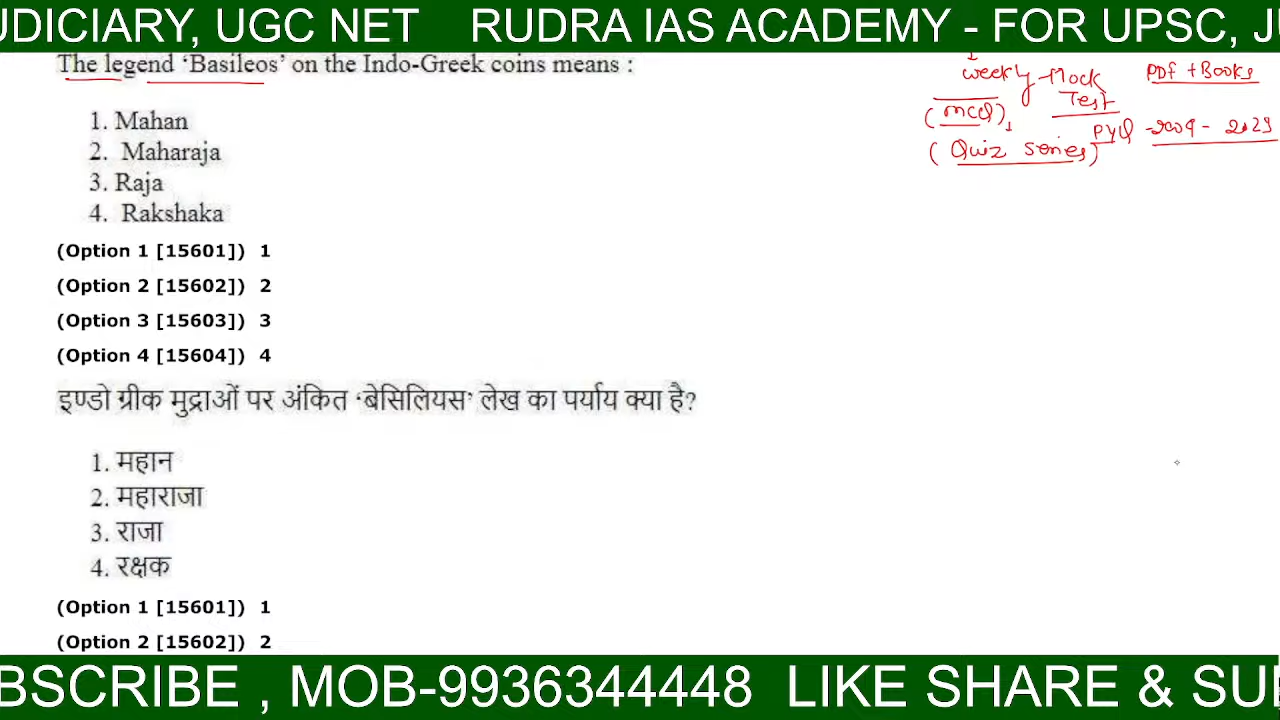 UDICIARY, UGC NET RUDRA IAS ACADEMY - FOR UPSC, JU
The legend ‘Basileos’ on the Indo-Greek coins means :
1. Mahan
2. Maharaja
3. Raja
4. Rakshaka
(Option 1 [15601]) 1
(Option 2 [15602]) 2
(Option 3 [15603]) 3
(Option 4 [15604]) 4
weekly-Mock Test
PDF + Books
(MCQ),
PYQ -2009 - 2023
(Quiz series)
इण्डो ग्रीक मुद्राओं पर अंकित ‘बेसिलियस’ लेख का पर्याय क्या है?
1. महान
2. महाराजा
3. राजा
4. रक्षक
(Option 1 [15601]) 1
(Option 2 [15602]) 2
BSCRIBE , MOB-9936344448 LIKE SHARE & SU